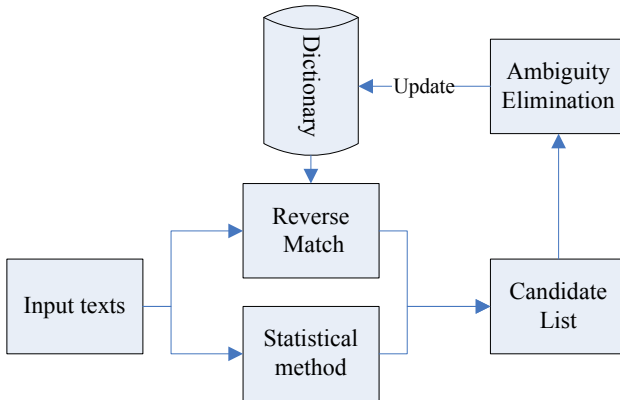 Dictionary
Update
Ambiguity
Elimination
Reverse
Match
Input texts
Statistical
method
Candidate
List